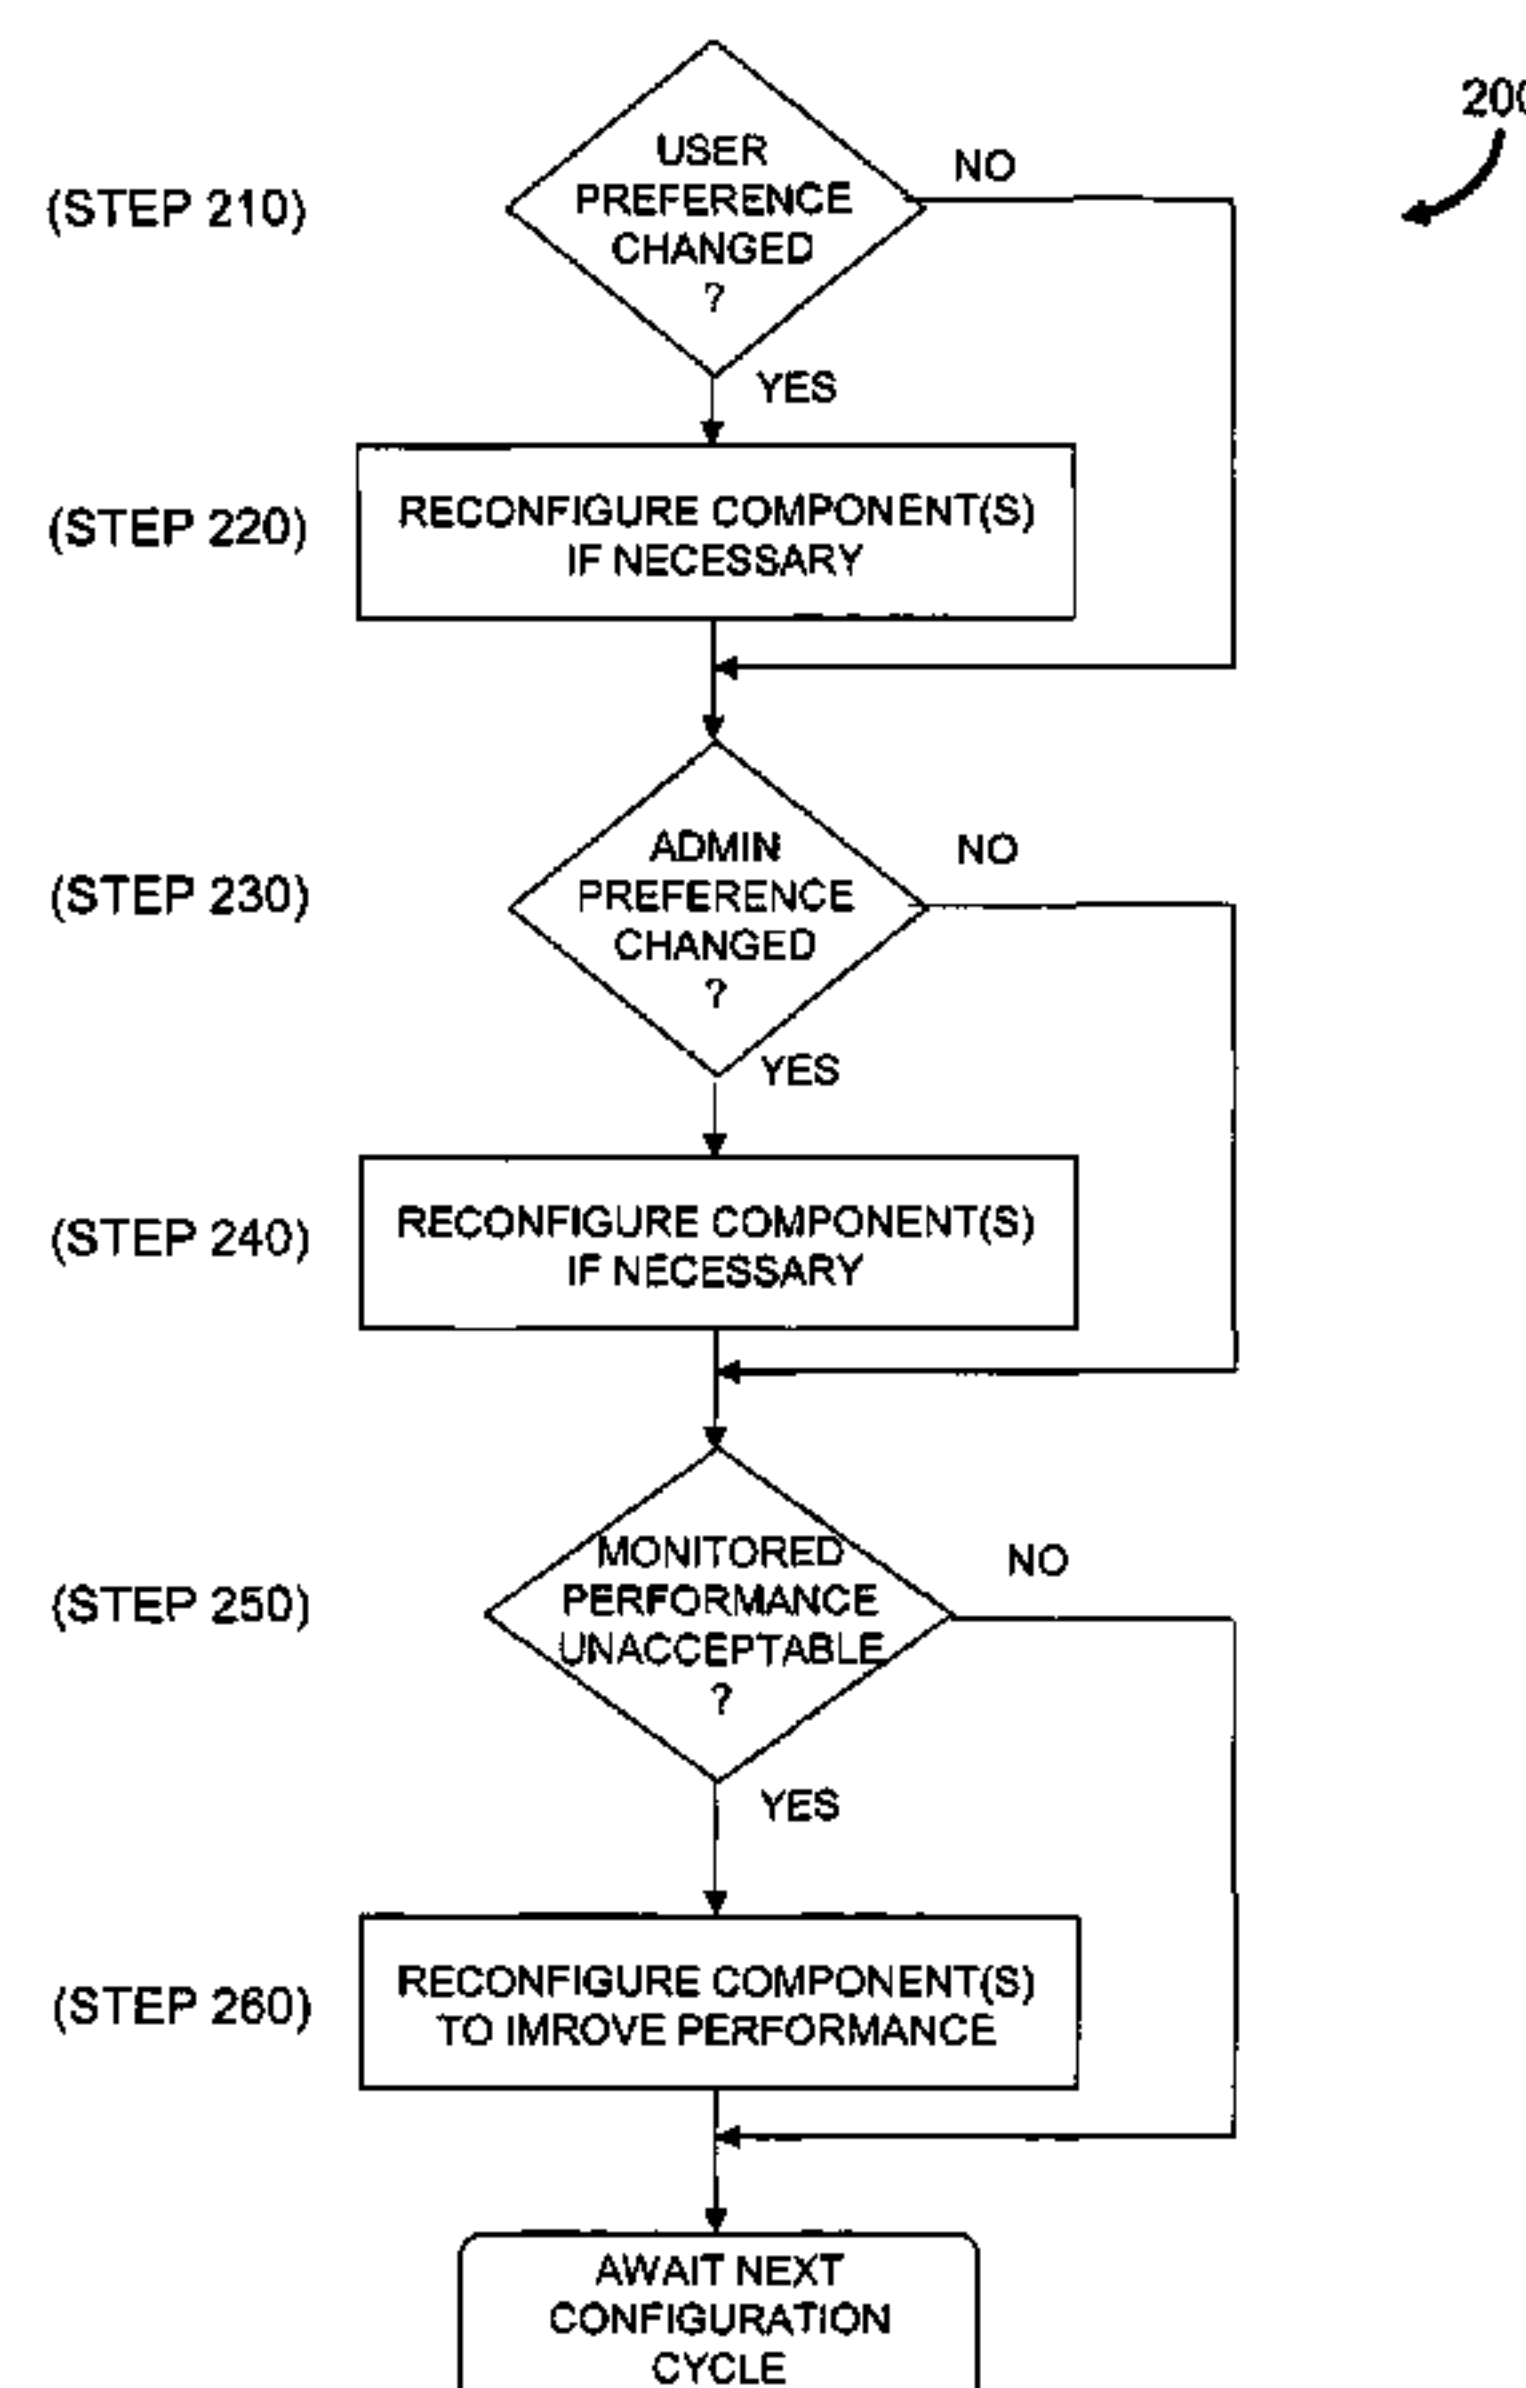 200
USER
PREFERENCE
CHANGED
?
NO
(STEP 210)
YES
RECONFIGURE COMPONENT(S)
IF NECESSARY
(STEP 220)
ADMIN
PREFERENCE
CHANGED
?
NO
(STEP 230)
YES
RECONFIGURE COMPONENT(S)
IF NECESSARY
(STEP 240)
MONITORED
PERFORMANCE
UNACCEPTABLE
?
NO
(STEP 250)
YES
RECONFIGURE COMPONENT(S)
TO IMROVE PERFORMANCE
(STEP 260)
AWAIT NEXT
CONFIGURATION
CYCLE